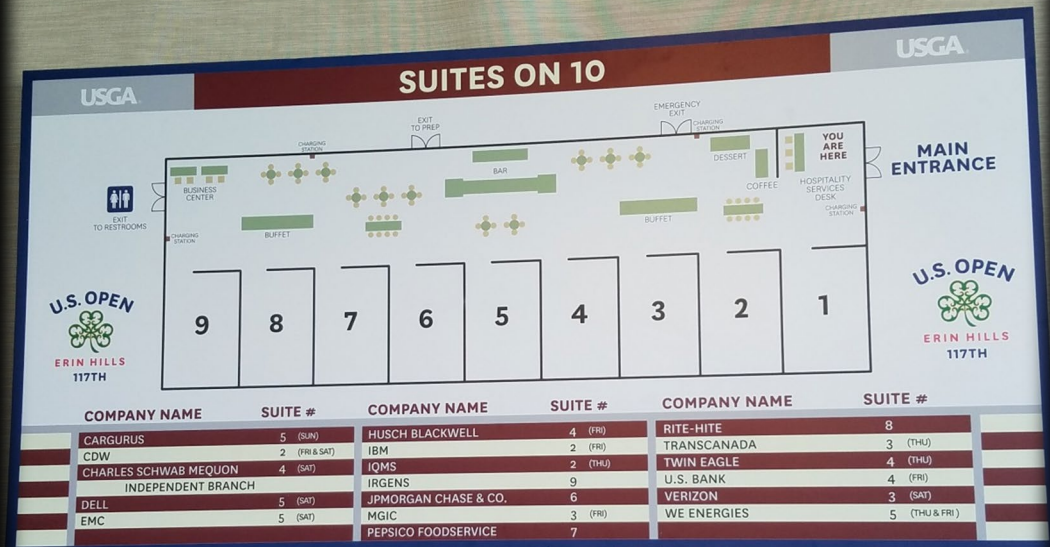 USGA
SUITES ON 10
USGA
EXIT
TO PREP
EMERGENCY
EXIT
CHARGING
STATION
CHARGING
STATION
YOU
ARE
HERE
MAIN
ENTRANCE
DESSERT
BAR
COFFEE
HOSPITALITY
SERVICES
DESK
BUSINESS
CENTER
EXIT
TO RESTROOMS
CHARGING
STATION
BUFFET
BUFFET
CHARGING
STATION
U.S. OPEN
ERIN HILLS
117TH
9 8 7 6 5 4 3 2 1
U.S. OPEN
ERIN HILLS
117TH
COMPANY NAME SUITE # COMPANY NAME SUITE # COMPANY NAME SUITE #
CARGURUS 5 (SUN)
CDW 2 (FRI & SAT)
CHARLES SCHWAB MEQUON 4 (SAT)
INDEPENDENT BRANCH
DELL 5 (SAT)
EMC 5 (SAT)
HUSCH BLACKWELL 4 (FRI)
IBM 2 (FRI)
IQMS 2 (THU)
IRGENS 9
JPMORGAN CHASE & CO. 6
MGIC 3 (FRI)
PEPSICO FOODSERVICE 7
RITE-HITE 8
TRANSCANADA 3 (THU)
TWIN EAGLE 4 (THU)
U.S. BANK 4 (FRI)
VERIZON 3 (SAT)
WE ENERGIES 5 (THU & FRI)